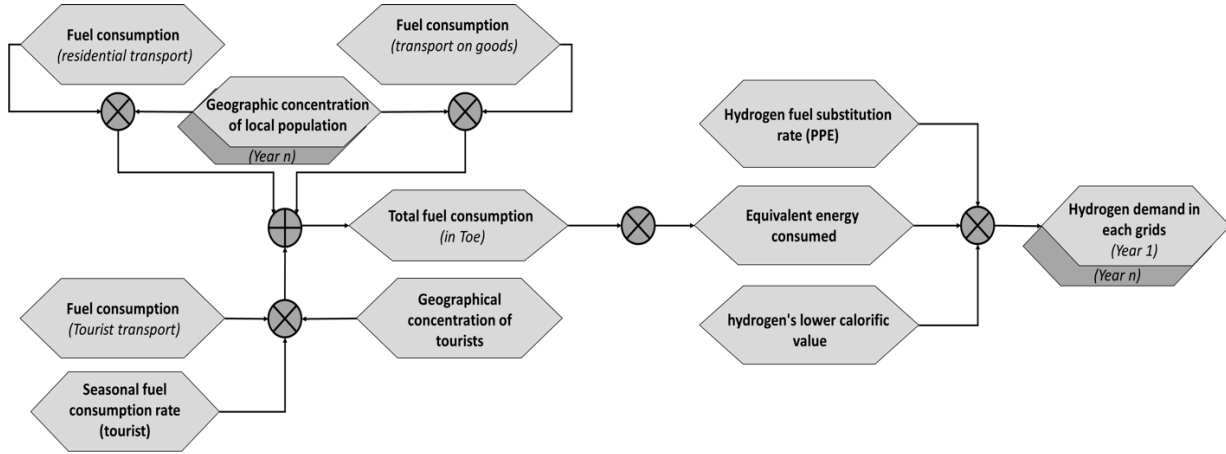 Fuel consumption
(residential transport)
Fuel consumption
(transport on goods)
Geographic concentration
of local population
(Year n)
Hydrogen fuel substitution
rate (PPE)
Total fuel consumption
(in Toe)
Equivalent energy
consumed
Hydrogen demand in
each grids
(Year 1)
(Year n)
Fuel consumption
(Tourist transport)
Geographical
concentration of
tourists
hydrogen's lower calorific
value
Seasonal fuel
consumption rate
(tourist)